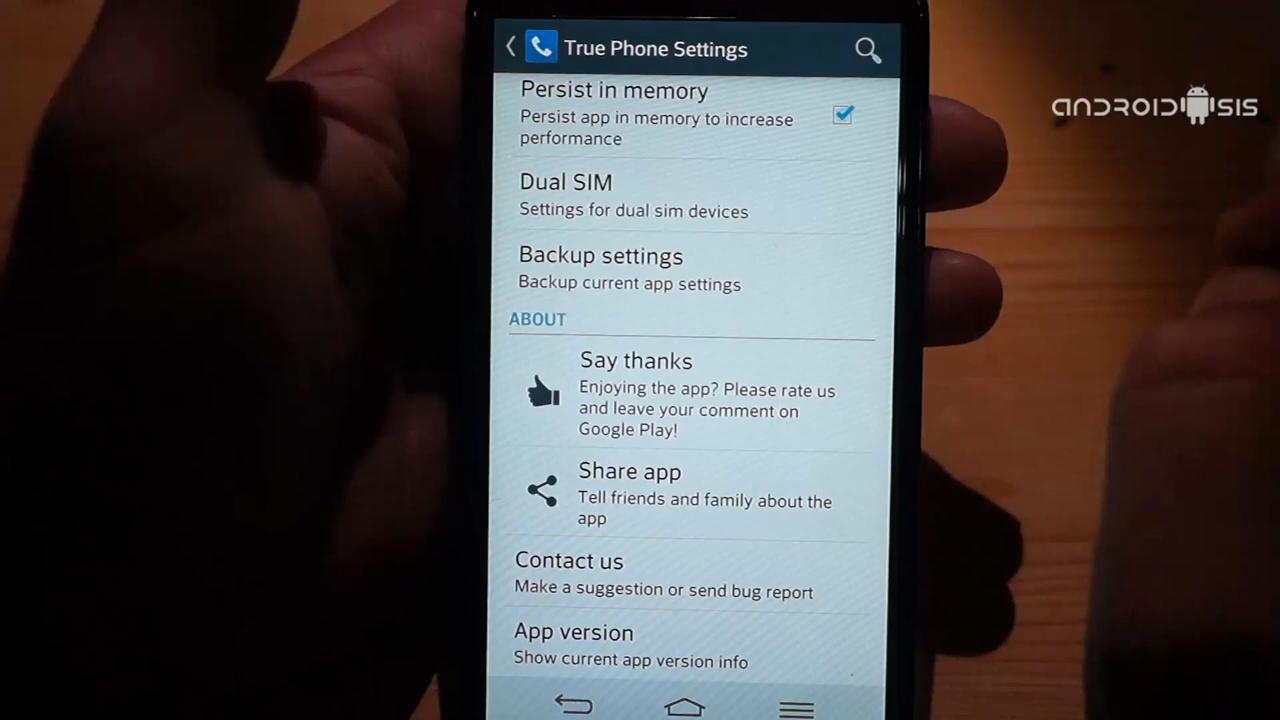 True Phone Settings
ANDROIDSIS
Persist in memory
Persist app in memory to increase
performance
Dual SIM
Settings for dual sim devices
Backup settings
Backup current app settings
ABOUT
Say thanks
Enjoying the app? Please rate us
and leave your comment on
Google Play!
Share app
Tell friends and family about the
app
Contact us
Make a suggestion or send bug report
App version
Show current app version info